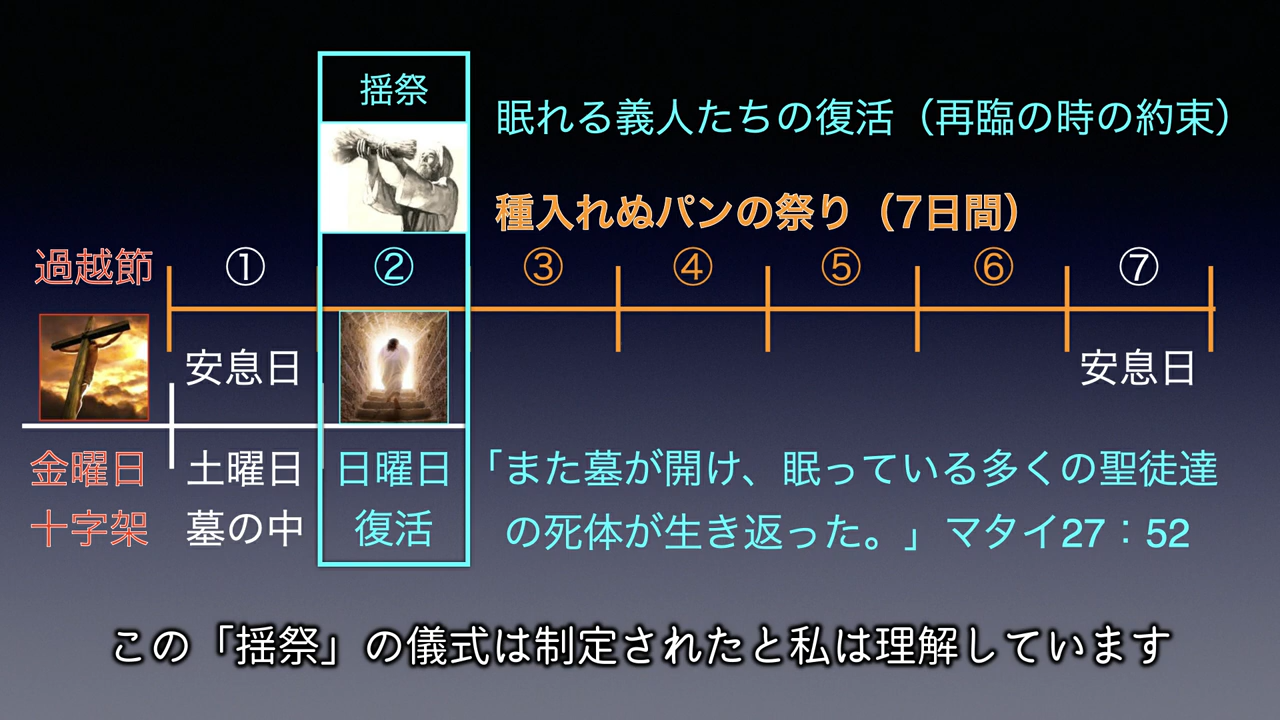 揺祭
眠れる義人たちの復活（再臨の時の約束）
種入れぬパンの祭り（7日間）
過越節 ① ② ③ ④ ⑤ ⑥ ⑦
安息日 安息日
金曜日 土曜日 日曜日 「また墓が開け、眠っている多くの聖徒達
十字架 墓の中 復活 の死体が生き返った。」マタイ27：52
この「揺祭」の儀式は制定されたと私は理解しています